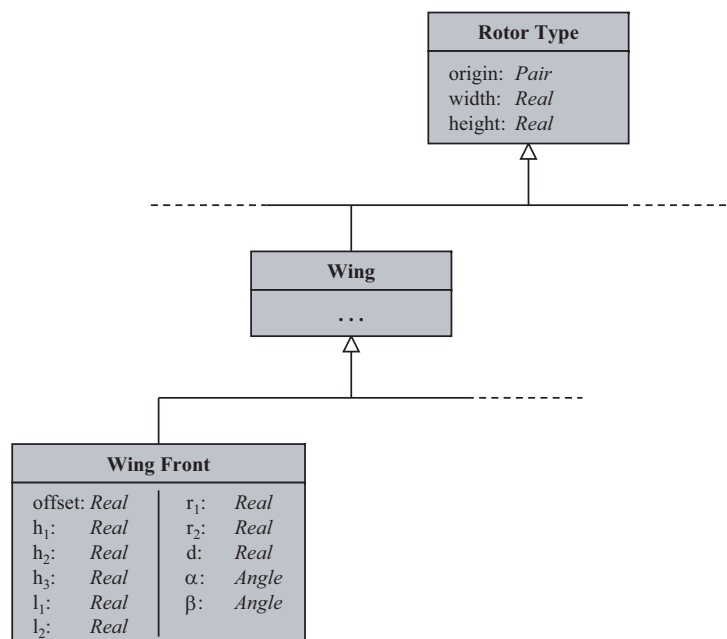 Rotor Type
origin: Pair
width: Real
height: Real
Wing
...
Wing Front
offset: Real
h₁: Real
h₂: Real
h₃: Real
l₁: Real
l₂: Real
r₁: Real
r₂: Real
d: Real
α: Angle
β: Angle